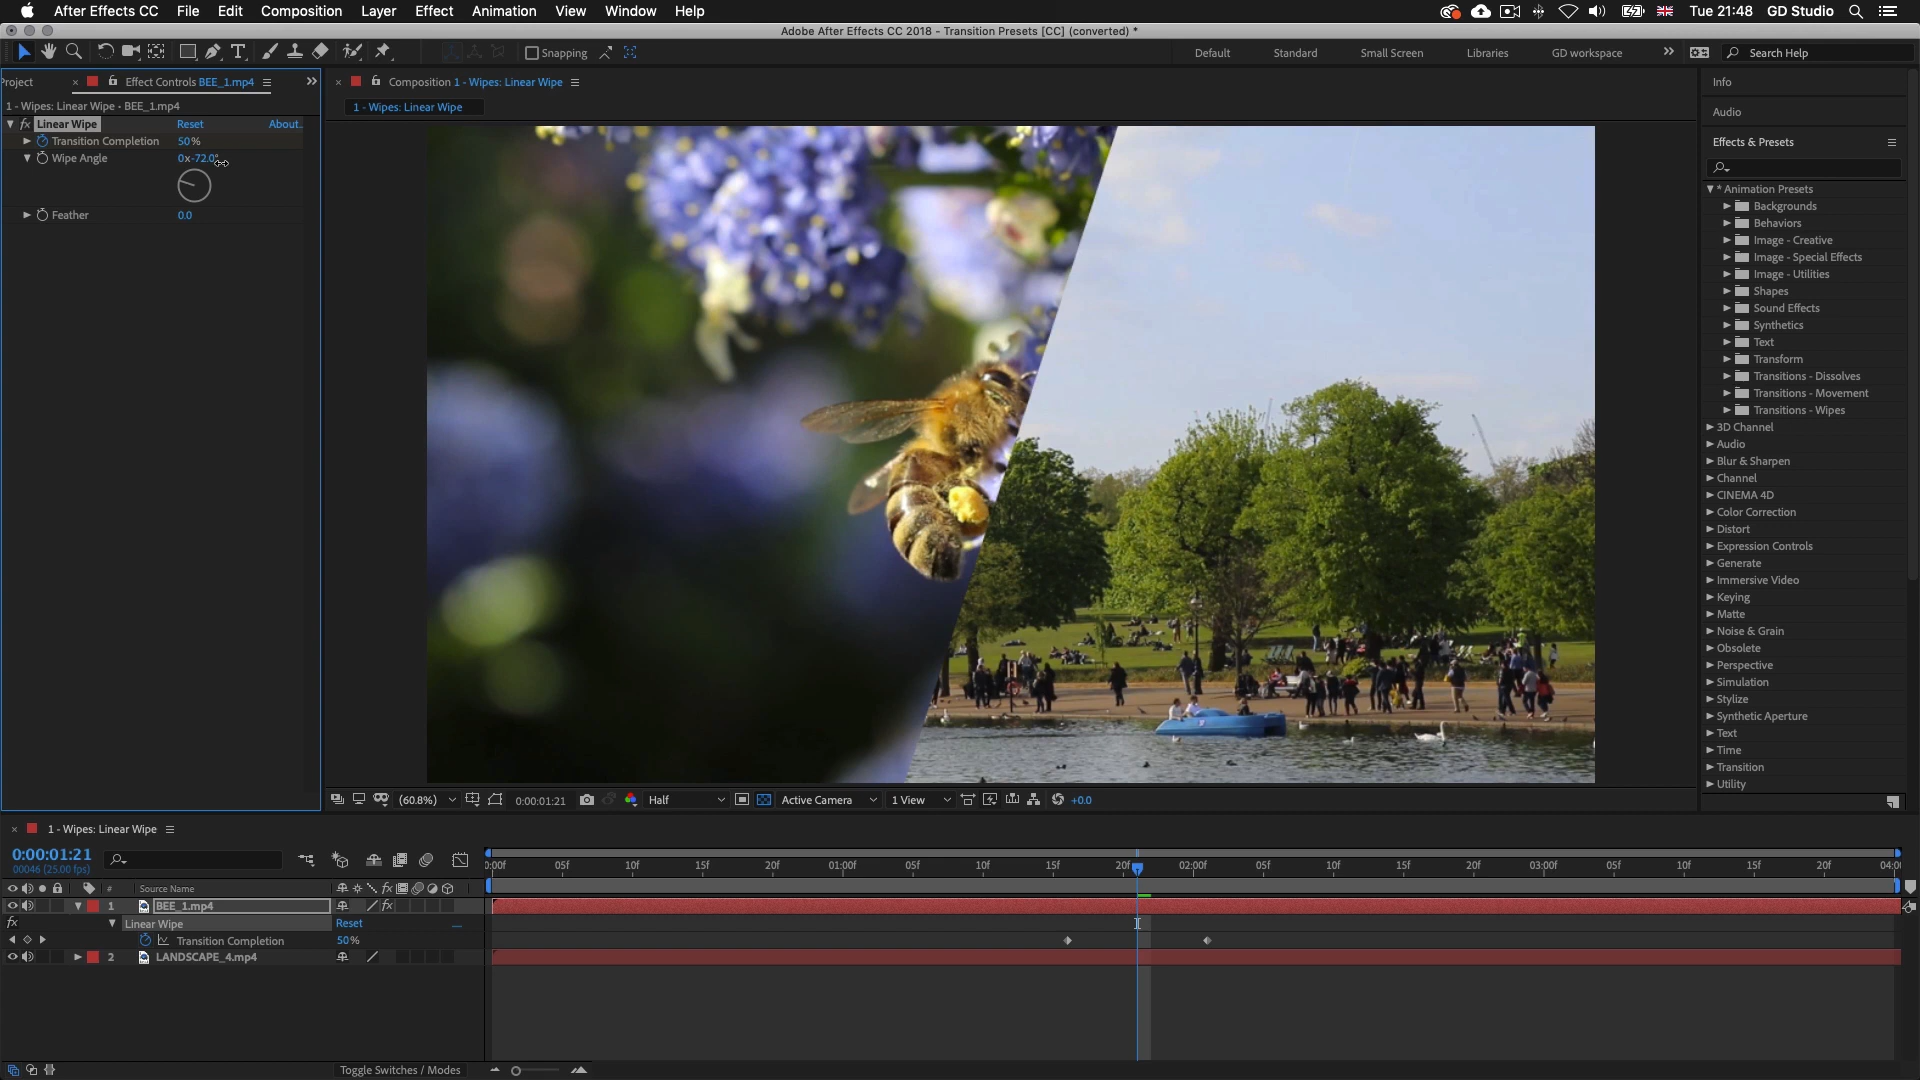 After Effects CC File Edit Composition Layer Effect Animation View Window Help Tue 21:48 GD Studio
Adobe After Effects CC 2018 - Transition Presets [CC] (converted) *
Snapping Default Standard Small Screen Libraries GD workspace Search Help
Project Effect Controls BEE_1.mp4
1 - Wipes: Linear Wipe • BEE_1.mp4
fx Linear Wipe Reset About..
Transition Completion 50%
Wipe Angle 0x-72.0°
Feather 0.0
Composition 1 - Wipes: Linear Wipe
1 - Wipes: Linear Wipe
(60.8%) 0:00:01:21 Half Active Camera 1 View +0.0
Info
Audio
Effects & Presets
* Animation Presets
Backgrounds
Behaviors
Image - Creative
Image - Special Effects
Image - Utilities
Shapes
Sound Effects
Synthetics
Text
Transform
Transitions - Dissolves
Transitions - Movement
Transitions - Wipes
3D Channel
Audio
Blur & Sharpen
Channel
CINEMA 4D
Color Correction
Distort
Expression Controls
Generate
Immersive Video
Keying
Matte
Noise & Grain
Obsolete
Perspective
Simulation
Stylize
Synthetic Aperture
Text
Time
Transition
Utility
1 - Wipes: Linear Wipe
0:00:01:21
00046 (25.00 fps)
:00f 05f 10f 15f 20f 01:00f 05f 10f 15f 20f 02:00f 05f 10f 15f 20f 03:00f 05f 10f 15f 20f 04:0
# Source Name fx
1 BEE_1.mp4 fx
fx Linear Wipe Reset
Transition Completion 50%
2 LANDSCAPE_4.mp4
Toggle Switches / Modes